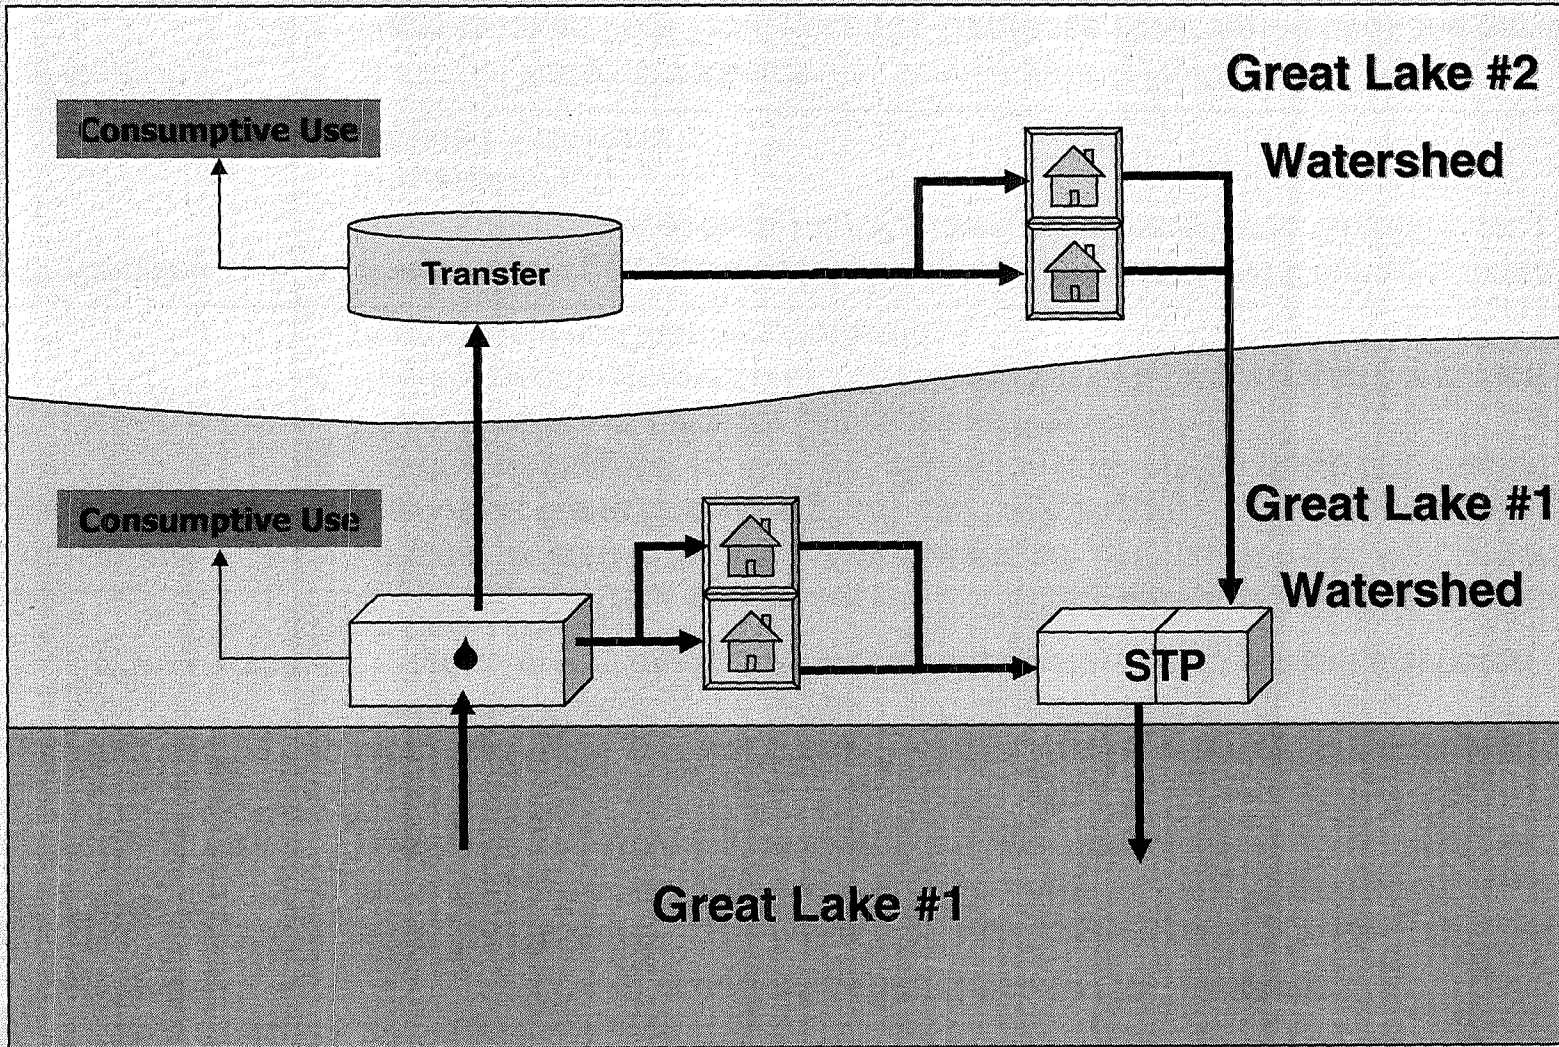 Great Lake #2
Watershed
Consumptive Use
Transfer
Consumptive Use
Great Lake #1
Watershed
STP
Great Lake #1